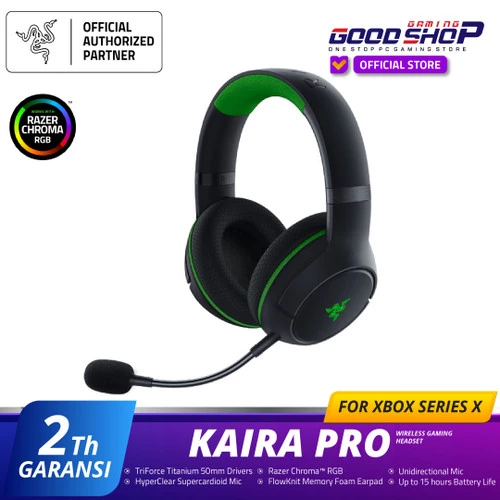 OFFICIAL
AUTHORIZED
PARTNER
GAMING
GOODSHOP
ONE STOP PC GAMING STORE
OFFICIAL STORE
WORKS WITH
RAZER
CHROMA
RGB
FOR XBOX SERIES X
2Th
GARANSI
KAIRA PRO
WIRELESS GAMING
HEADSET
• TriForce Titanium 50mm Drivers
• Razer Chroma™ RGB
• Unidirectional Mic
• HyperClear Supercardioid Mic
• FlowKnit Memory Foam Earpad
• Up to 15 hours Battery Life